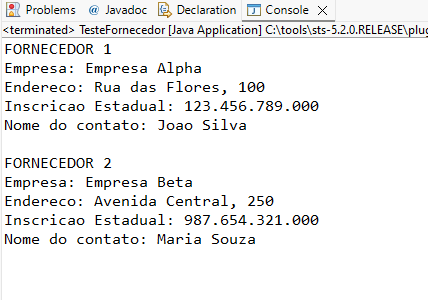 Problems @ Javadoc Declaration Console
<terminated> TesteFornecedor [Java Application] C:\tools\sts-5.2.0.RELEASE\plug
FORNECEDOR 1
Empresa: Empresa Alpha
Endereco: Rua das Flores, 100
Inscricao Estadual: 123.456.789.000
Nome do contato: Joao Silva
FORNECEDOR 2
Empresa: Empresa Beta
Endereco: Avenida Central, 250
Inscricao Estadual: 987.654.321.000
Nome do contato: Maria Souza